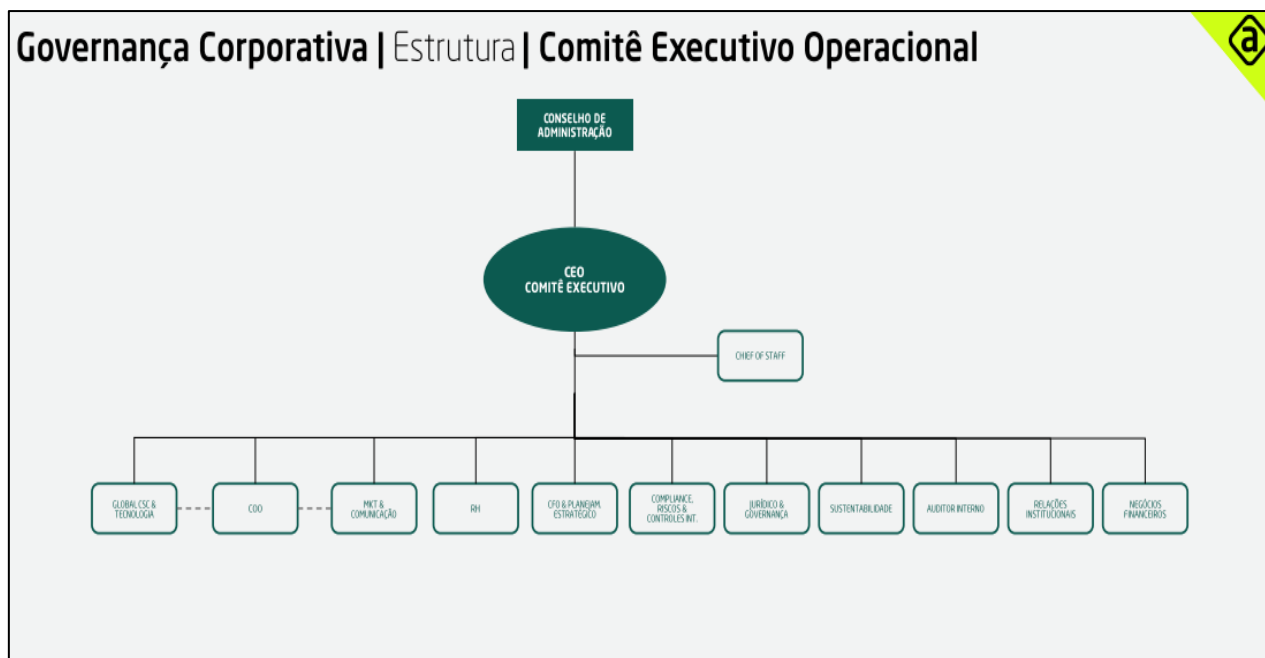 Governança Corporativa | Estrutura | Comitê Executivo Operacional
a
CONSELHO DE
ADMINISTRAÇÃO
CEO
COMITÊ EXECUTIVO
CHIEF OF STAFF
GLOBAL CSC &
TECNOLOGIA
COO
MKT &
COMUNICAÇÃO
RH
CFO & PLANEJAM.
ESTRATÉGICO
COMPLIANCE,
RISCOS &
CONTROLES INT.
JURÍDICO &
GOVERNANÇA
SUSTENTABILIDADE
AUDITOR INTERNO
RELAÇÕES
INSTITUCIONAIS
NEGÓCIOS
FINANCEIROS